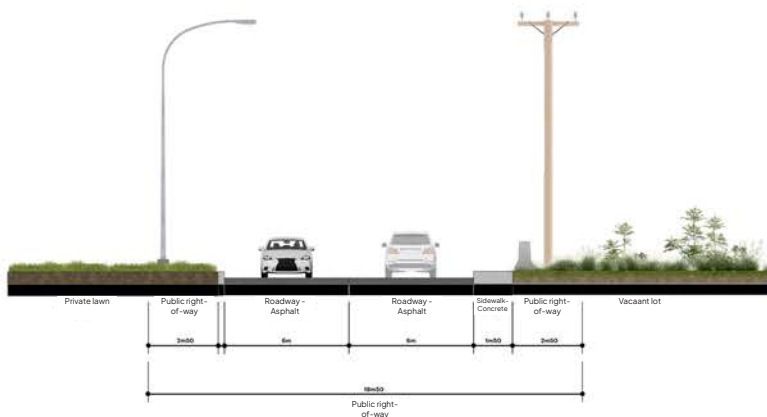 Private lawn
Public right-
of-way
Roadway -
Asphalt
Roadway -
Asphalt
Sidewalk-
Concrete
Public right-
of-way
Vacaant lot
2m50
6m
6m
1m50
2m50
18m50
Public right-
of-way